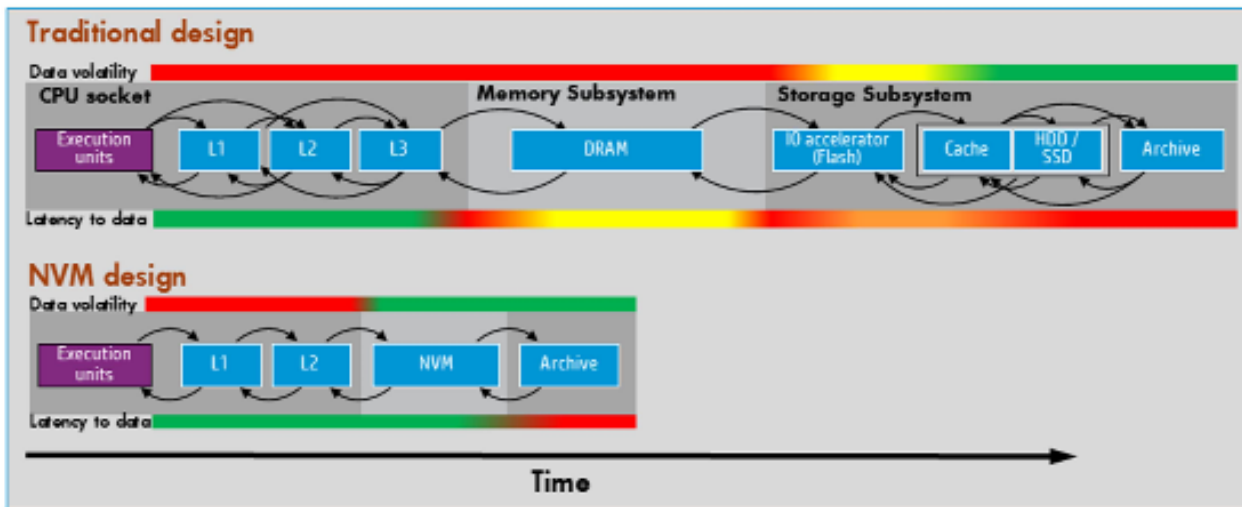 Traditional design
Data volatility
CPU socket
Memory Subsystem
Storage Subsystem
Execution
units
L1
L2
L3
DRAM
IO accelerator
(Flash)
Cache
HDD /
SSD
Archive
Latency to data
NVM design
Data volatility
Execution
units
L1
L2
NVM
Archive
Latency to data
Time